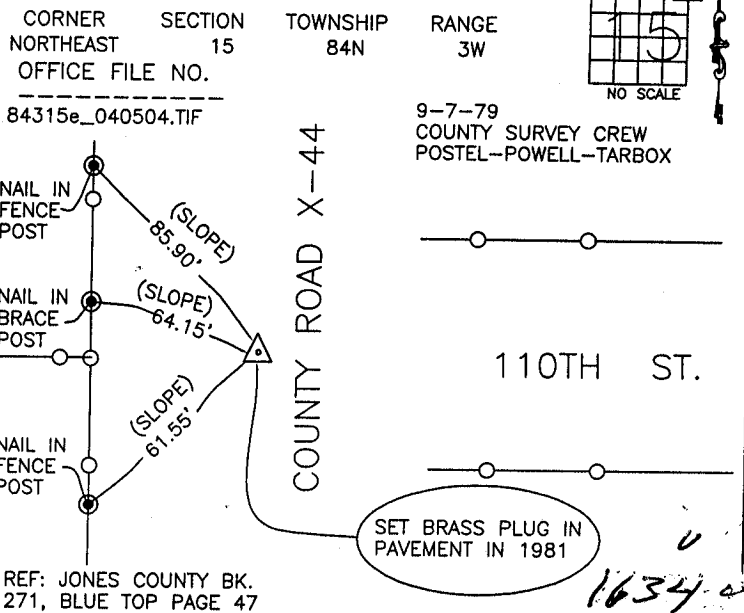 CORNER SECTION TOWNSHIP RANGE
NORTHEAST 15 84N 3W
OFFICE FILE NO.
84315e_040504.TIF
15
NO SCALE
9-7-79
COUNTY SURVEY CREW
POSTEL-POWELL-TARBOX
NAIL IN
FENCE
POST
(SLOPE)
85.90'
NAIL IN
BRACE
POST
(SLOPE)
64.15'
COUNTY ROAD X-44
110TH ST.
NAIL IN
FENCE
POST
(SLOPE)
61.55'
SET BRASS PLUG IN
PAVEMENT IN 1981
REF: JONES COUNTY BK.
271, BLUE TOP PAGE 47
1634